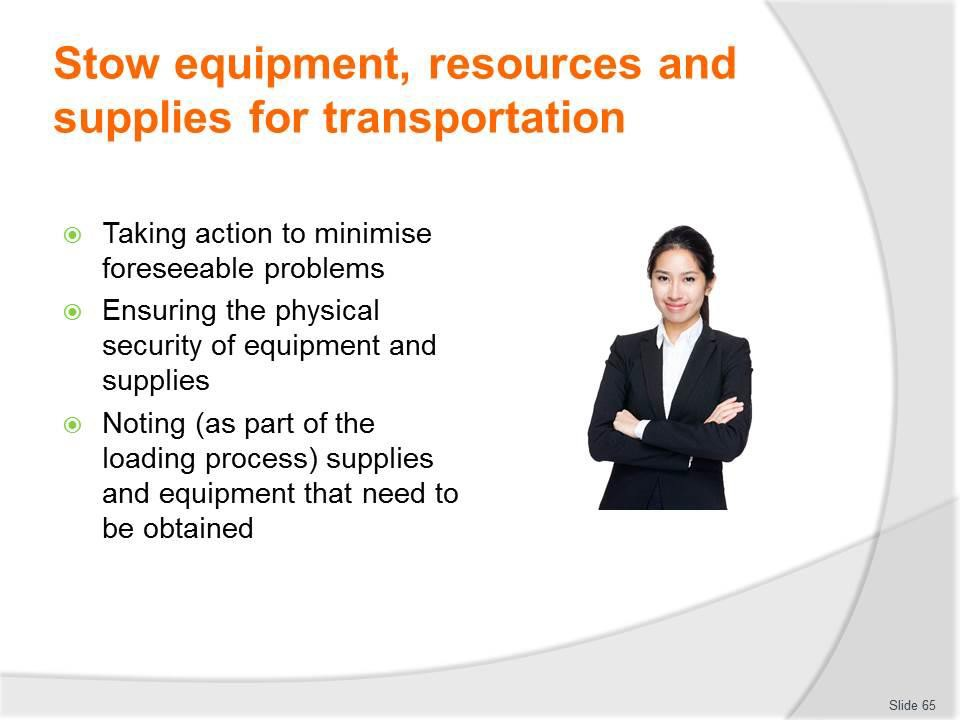 Stow equipment, resources and
supplies for transportation
Taking action to minimise
foreseeable problems
Ensuring the physical
security of equipment and
supplies
Noting (as part of the
loading process) supplies
and equipment that need to
be obtained
Slide 65